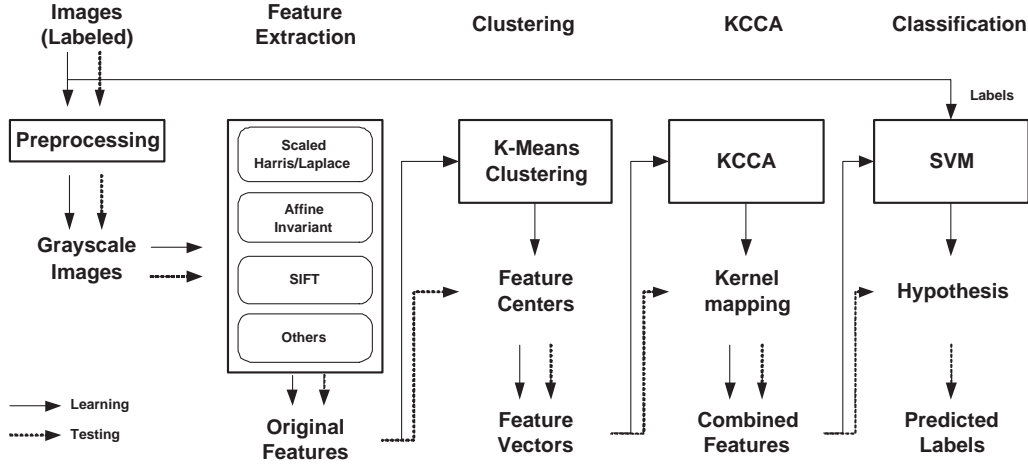 Images
(Labeled)
Feature
Extraction
Clustering
KCCA
Classification
Labels
Preprocessing
Scaled
Harris/Laplace
K-Means
Clustering
KCCA
SVM
Affine
Invariant
Grayscale
Images
SIFT
Feature
Centers
Kernel
mapping
Hypothesis
Others
Learning
Testing
Original
Features
Feature
Vectors
Combined
Features
Predicted
Labels